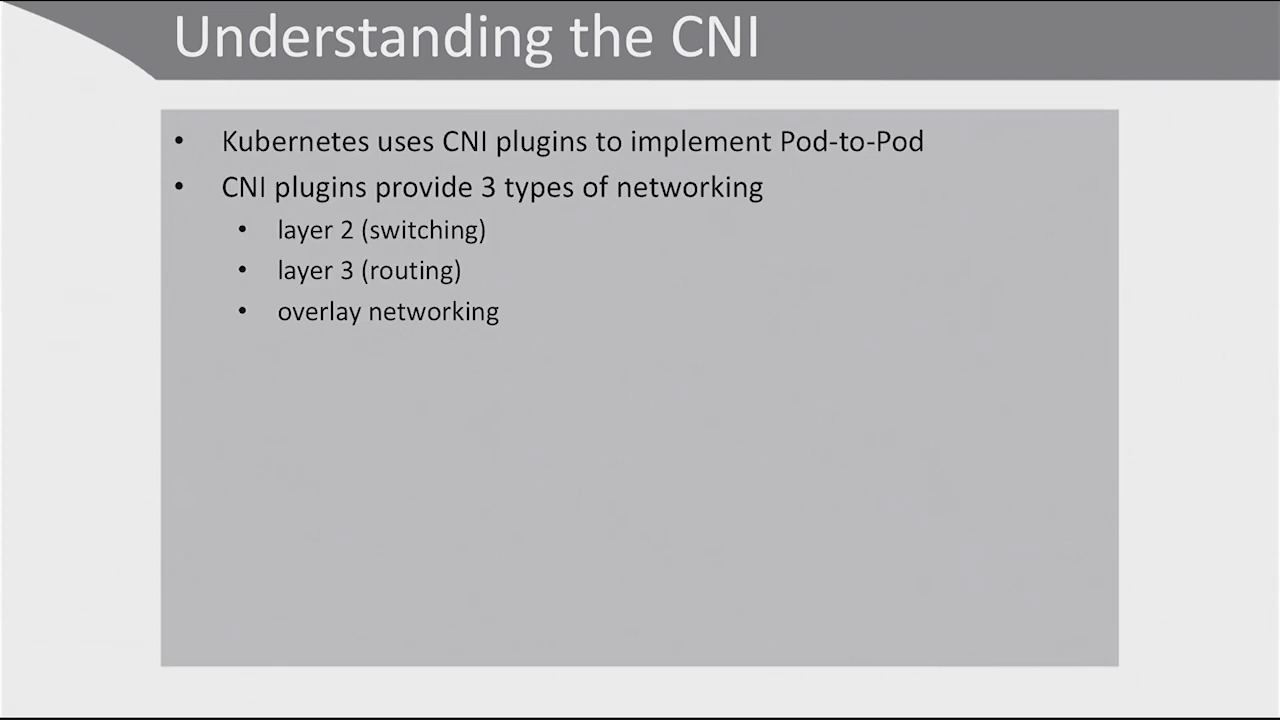 Understanding the CNI
• Kubernetes uses CNI plugins to implement Pod-to-Pod
• CNI plugins provide 3 types of networking
• layer 2 (switching)
• layer 3 (routing)
• overlay networking